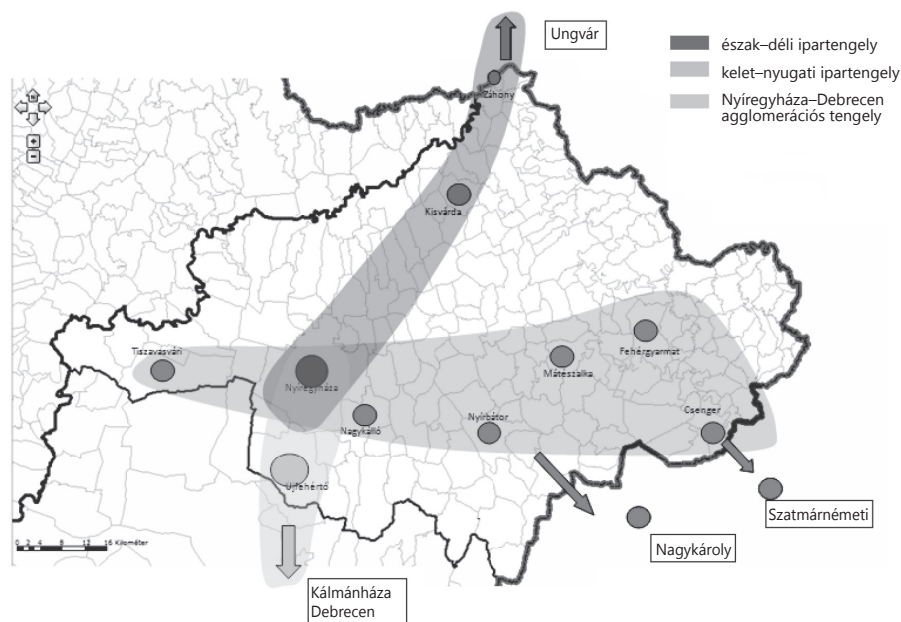 Ungvár
észak–déli ipartengely
kelet–nyugati ipartengely
Nyíregyháza–Debrecen
agglomerációs tengely
Záhony
Kisvárda
Tiszavasvári
Nyíregyháza
Mátészalka
Fehérgyarmat
Nagykálló
Nyírbátor
Csenger
Újfehértó
Szatmárnémeti
Nagykároly
0 2 4 8 12 16 Kilométer
Kálmánháza
Debrecen